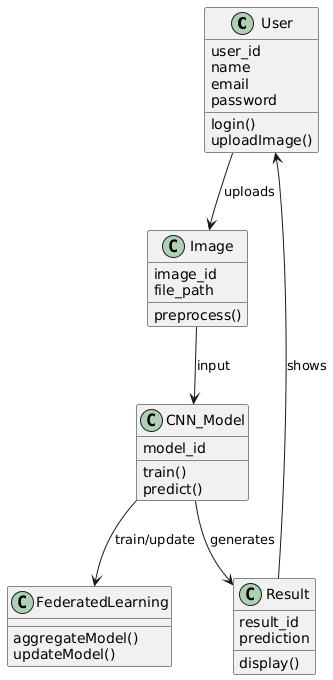 C User
user_id
name
email
password
login()
uploadImage()
uploads
C Image
image_id
file_path
preprocess()
input
shows
C CNN_Model
model_id
train()
predict()
train/update
generates
C FederatedLearning
aggregateModel()
updateModel()
C Result
result_id
prediction
display()